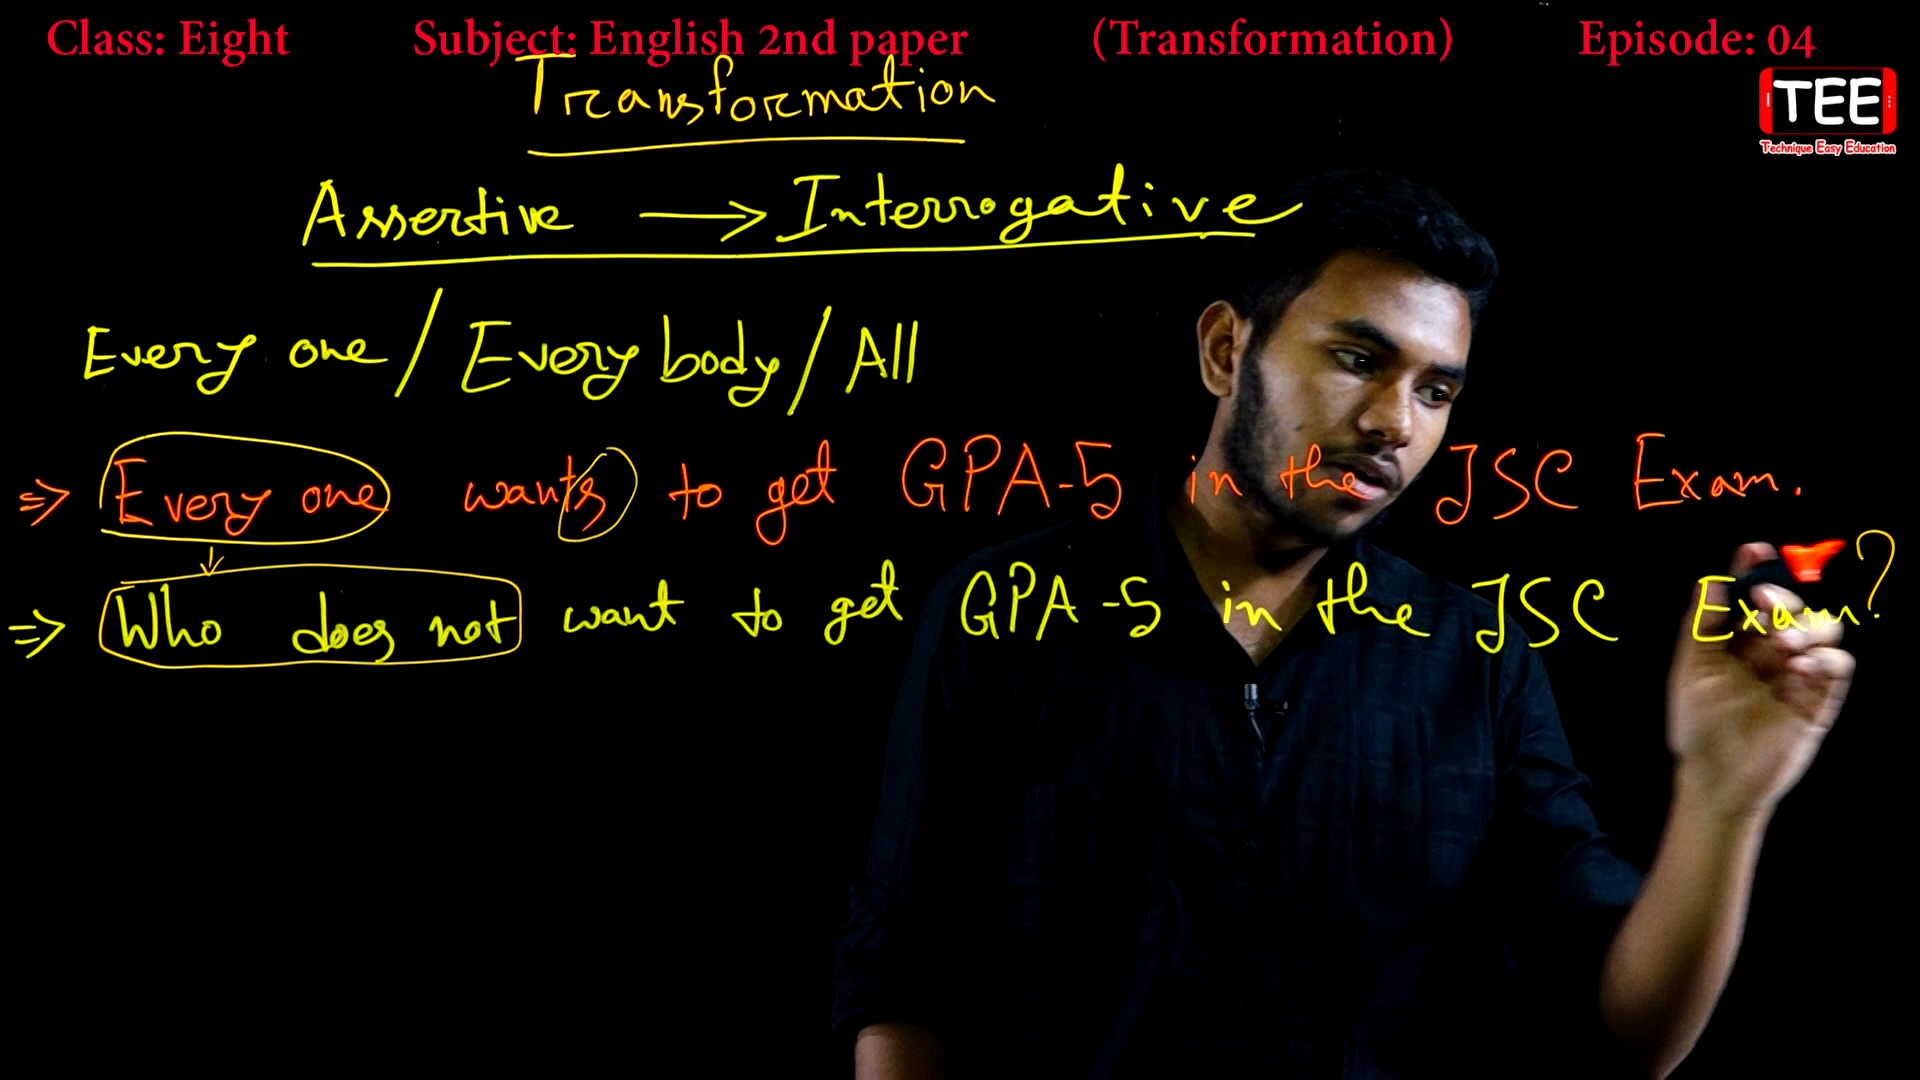 Class: Eight Subject: English 2nd paper (Transformation) Episode: 04
TEE
Technique Easy Education
Transformation
Assertive → Interrogative
Every one / Every body / All
⇒ Every one wants to get GPA-5 in the JSC Exam.
⇒ Who does not want to get GPA-5 in the JSC Exam?